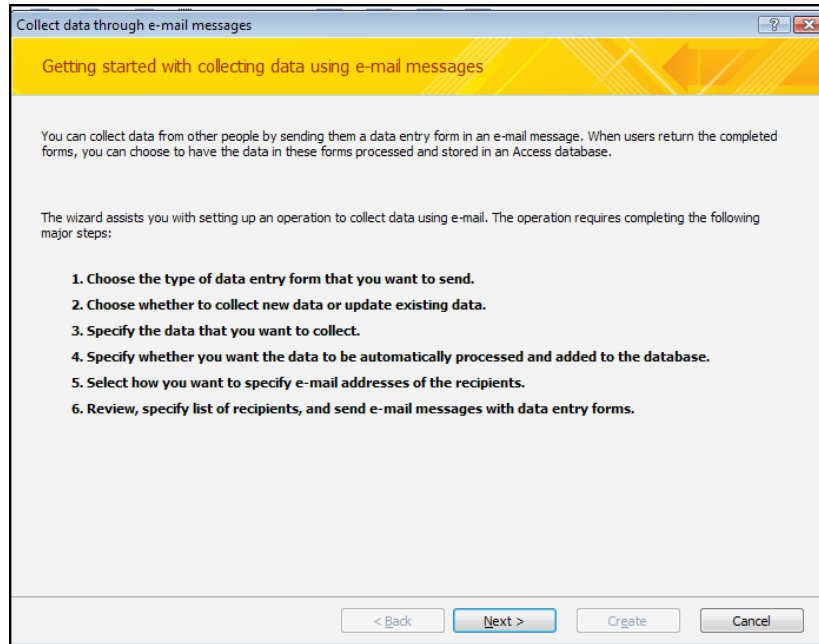 Collect data through e-mail messages
Getting started with collecting data using e-mail messages
You can collect data from other people by sending them a data entry form in an e-mail message. When users return the completed
forms, you can choose to have the data in these forms processed and stored in an Access database.
The wizard assists you with setting up an operation to collect data using e-mail. The operation requires completing the following
major steps:
1. Choose the type of data entry form that you want to send.
2. Choose whether to collect new data or update existing data.
3. Specify the data that you want to collect.
4. Specify whether you want the data to be automatically processed and added to the database.
5. Select how you want to specify e-mail addresses of the recipients.
6. Review, specify list of recipients, and send e-mail messages with data entry forms.
< Back Next > Create Cancel